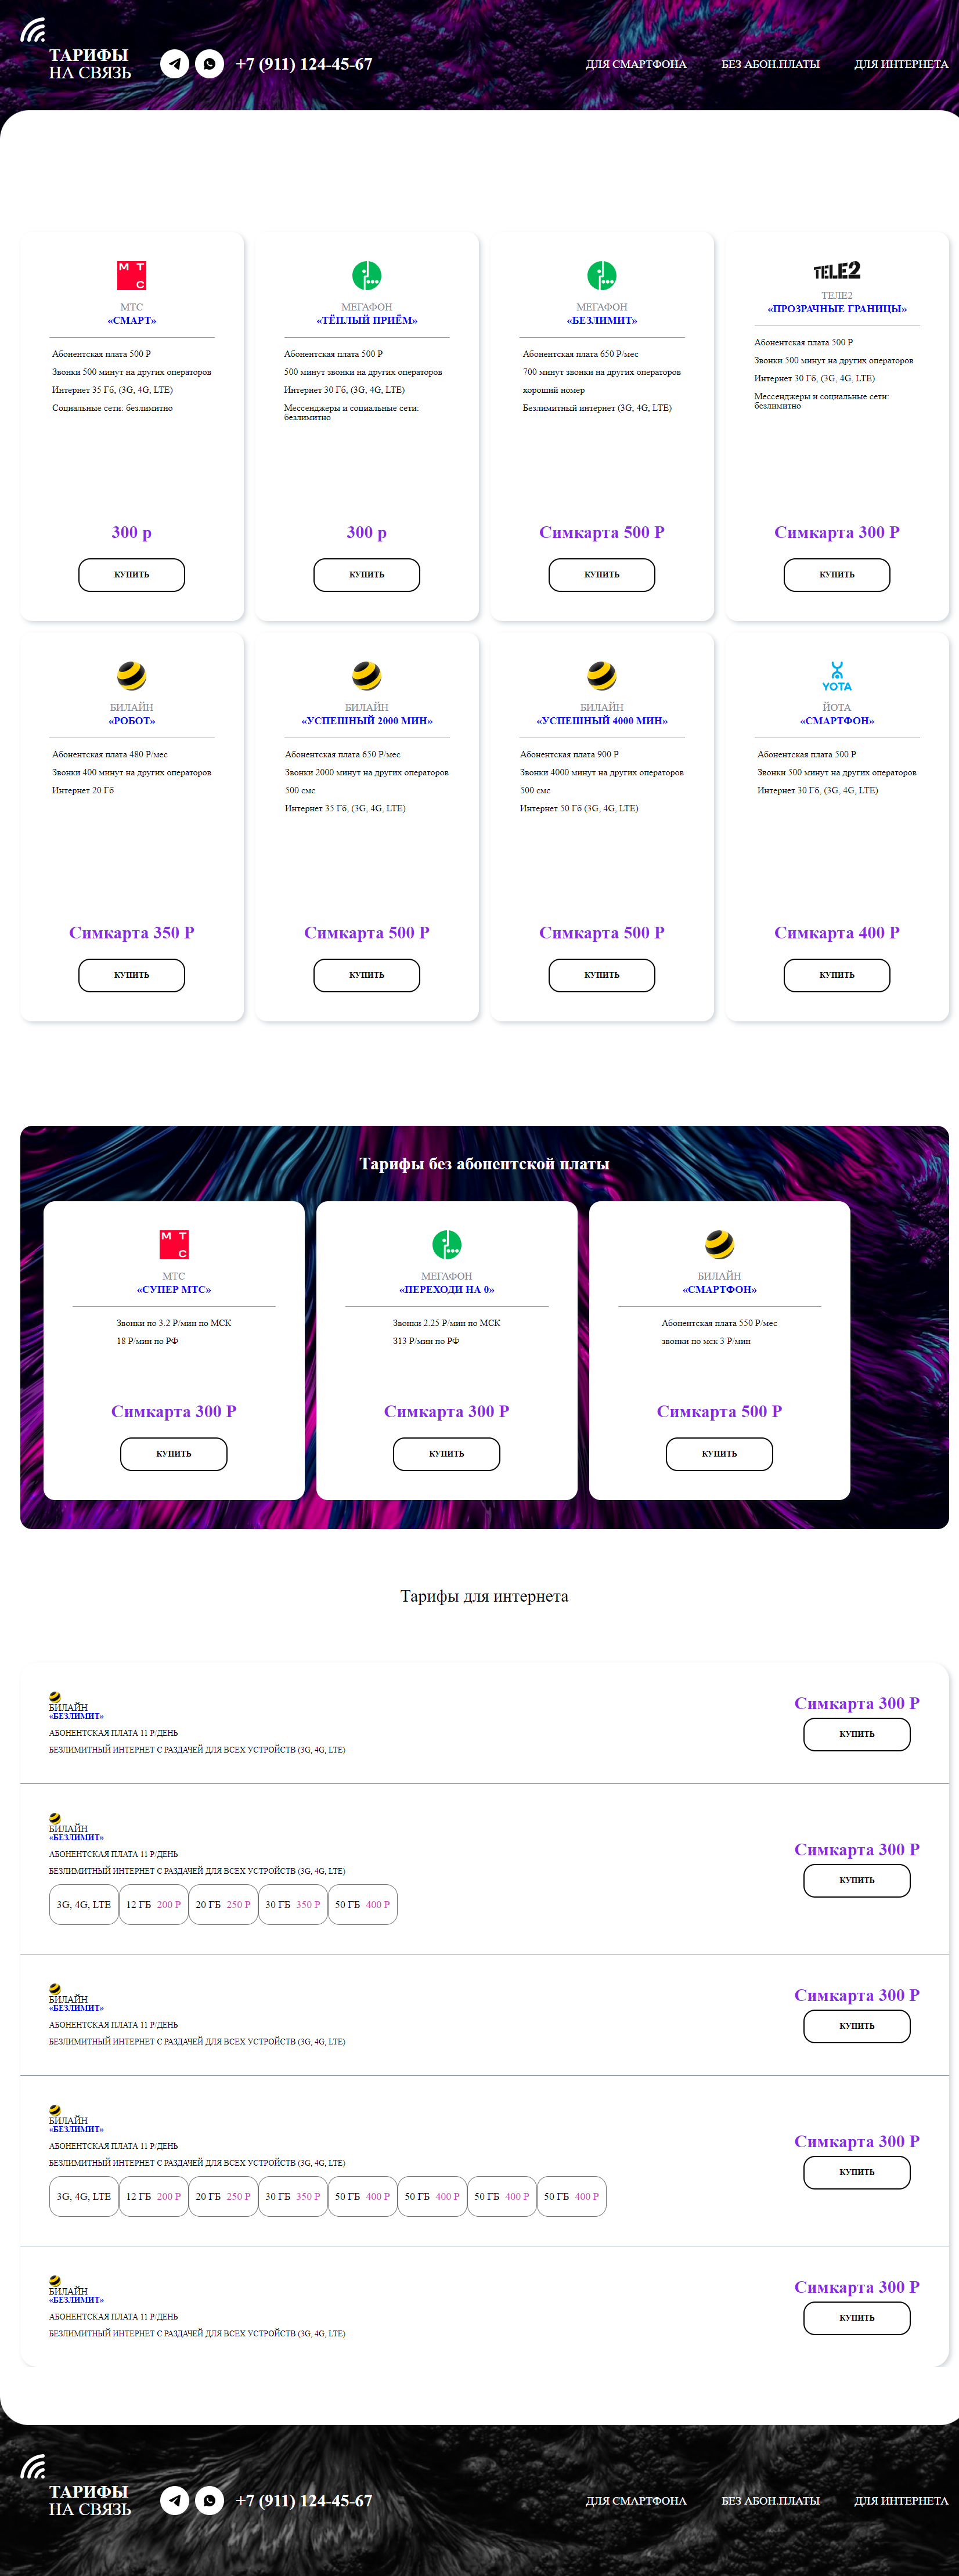 ТАРИФЫ
НА СВЯЗЬ
+7 (911) 124-45-67
ДЛЯ СМАРТФОНА
БЕЗ АБОН.ПЛАТЫ
ДЛЯ ИНТЕРНЕТА
МТС
МТС
«СМАРТ»
Абонентская плата 500 Р
Звонки 500 минут на других операторов
Интернет 35 Гб, (3G, 4G, LTE)
Социальные сети: безлимитно
300 р
КУПИТЬ
МЕГАФОН
«ТЁПЛЫЙ ПРИЁМ»
Абонентская плата 500 Р
500 минут звонки на других операторов
Интернет 30 Гб, (3G, 4G, LTE)
Мессенджеры и социальные сети:
безлимитно
300 р
КУПИТЬ
МЕГАФОН
«БЕЗЛИМИТ»
Абонентская плата 650 Р/мес
700 минут звонки на других операторов
хороший номер
Безлимитный интернет (3G, 4G, LTE)
Симкарта 500 Р
КУПИТЬ
TELE2
ТЕЛЕ2
«ПРОЗРАЧНЫЕ ГРАНИЦЫ»
Абонентская плата 500 Р
Звонки 500 минут на других операторов
Интернет 30 Гб, (3G, 4G, LTE)
Мессенджеры и социальные сети:
безлимитно
Симкарта 300 Р
КУПИТЬ
БИЛАЙН
«РОБОТ»
Абонентская плата 480 Р/мес
Звонки 400 минут на других операторов
Интернет 20 Гб
Симкарта 350 Р
КУПИТЬ
БИЛАЙН
«УСПЕШНЫЙ 2000 МИН»
Абонентская плата 650 Р/мес
Звонки 2000 минут на других операторов
500 смс
Интернет 35 Гб, (3G, 4G, LTE)
Симкарта 500 Р
КУПИТЬ
БИЛАЙН
«УСПЕШНЫЙ 4000 МИН»
Абонентская плата 900 Р
Звонки 4000 минут на других операторов
500 смс
Интернет 50 Гб (3G, 4G, LTE)
Симкарта 500 Р
КУПИТЬ
YOTA
ЙОТА
«СМАРТФОН»
Абонентская плата 500 Р
Звонки 500 минут на других операторов
Интернет 30 Гб, (3G, 4G, LTE)
Симкарта 400 Р
КУПИТЬ
Тарифы без абонентской платы
МТС
МТС
«СУПЕР МТС»
Звонки по 3.2 Р/мин по МСК
18 Р/мин по РФ
Симкарта 300 Р
КУПИТЬ
МЕГАФОН
«ПЕРЕХОДИ НА 0»
Звонки 2.25 Р/мин по МСК
313 Р/мин по РФ
Симкарта 300 Р
КУПИТЬ
БИЛАЙН
«СМАРТФОН»
Абонентская плата 550 Р/мес
звонки по мск 3 Р/мин
Симкарта 500 Р
КУПИТЬ
Тарифы для интернета
БИЛАЙН
«БЕЗЛИМИТ»
АБОНЕНТСКАЯ ПЛАТА 11 Р/ДЕНЬ
БЕЗЛИМИТНЫЙ ИНТЕРНЕТ С РАЗДАЧЕЙ ДЛЯ ВСЕХ УСТРОЙСТВ (3G, 4G, LTE)
Симкарта 300 Р
КУПИТЬ
БИЛАЙН
«БЕЗЛИМИТ»
АБОНЕНТСКАЯ ПЛАТА 11 Р/ДЕНЬ
БЕЗЛИМИТНЫЙ ИНТЕРНЕТ С РАЗДАЧЕЙ ДЛЯ ВСЕХ УСТРОЙСТВ (3G, 4G, LTE)
3G, 4G, LTE 12 ГБ 200 Р 20 ГБ 250 Р 30 ГБ 350 Р 50 ГБ 400 Р
Симкарта 300 Р
КУПИТЬ
БИЛАЙН
«БЕЗЛИМИТ»
АБОНЕНТСКАЯ ПЛАТА 11 Р/ДЕНЬ
БЕЗЛИМИТНЫЙ ИНТЕРНЕТ С РАЗДАЧЕЙ ДЛЯ ВСЕХ УСТРОЙСТВ (3G, 4G, LTE)
Симкарта 300 Р
КУПИТЬ
БИЛАЙН
«БЕЗЛИМИТ»
АБОНЕНТСКАЯ ПЛАТА 11 Р/ДЕНЬ
БЕЗЛИМИТНЫЙ ИНТЕРНЕТ С РАЗДАЧЕЙ ДЛЯ ВСЕХ УСТРОЙСТВ (3G, 4G, LTE)
3G, 4G, LTE 12 ГБ 200 Р 20 ГБ 250 Р 30 ГБ 350 Р 50 ГБ 400 Р 50 ГБ 400 Р 50 ГБ 400 Р 50 ГБ 400 Р
Симкарта 300 Р
КУПИТЬ
БИЛАЙН
«БЕЗЛИМИТ»
АБОНЕНТСКАЯ ПЛАТА 11 Р/ДЕНЬ
БЕЗЛИМИТНЫЙ ИНТЕРНЕТ С РАЗДАЧЕЙ ДЛЯ ВСЕХ УСТРОЙСТВ (3G, 4G, LTE)
Симкарта 300 Р
КУПИТЬ
ТАРИФЫ
НА СВЯЗЬ
+7 (911) 124-45-67
ДЛЯ СМАРТФОНА
БЕЗ АБОН.ПЛАТЫ
ДЛЯ ИНТЕРНЕТА